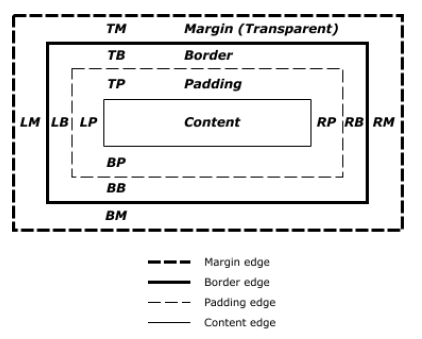 TM Margin (Transparent)
TB Border
TP Padding
LM LB LP Content RP RB RM
BP
BB
BM
Margin edge
Border edge
Padding edge
Content edge